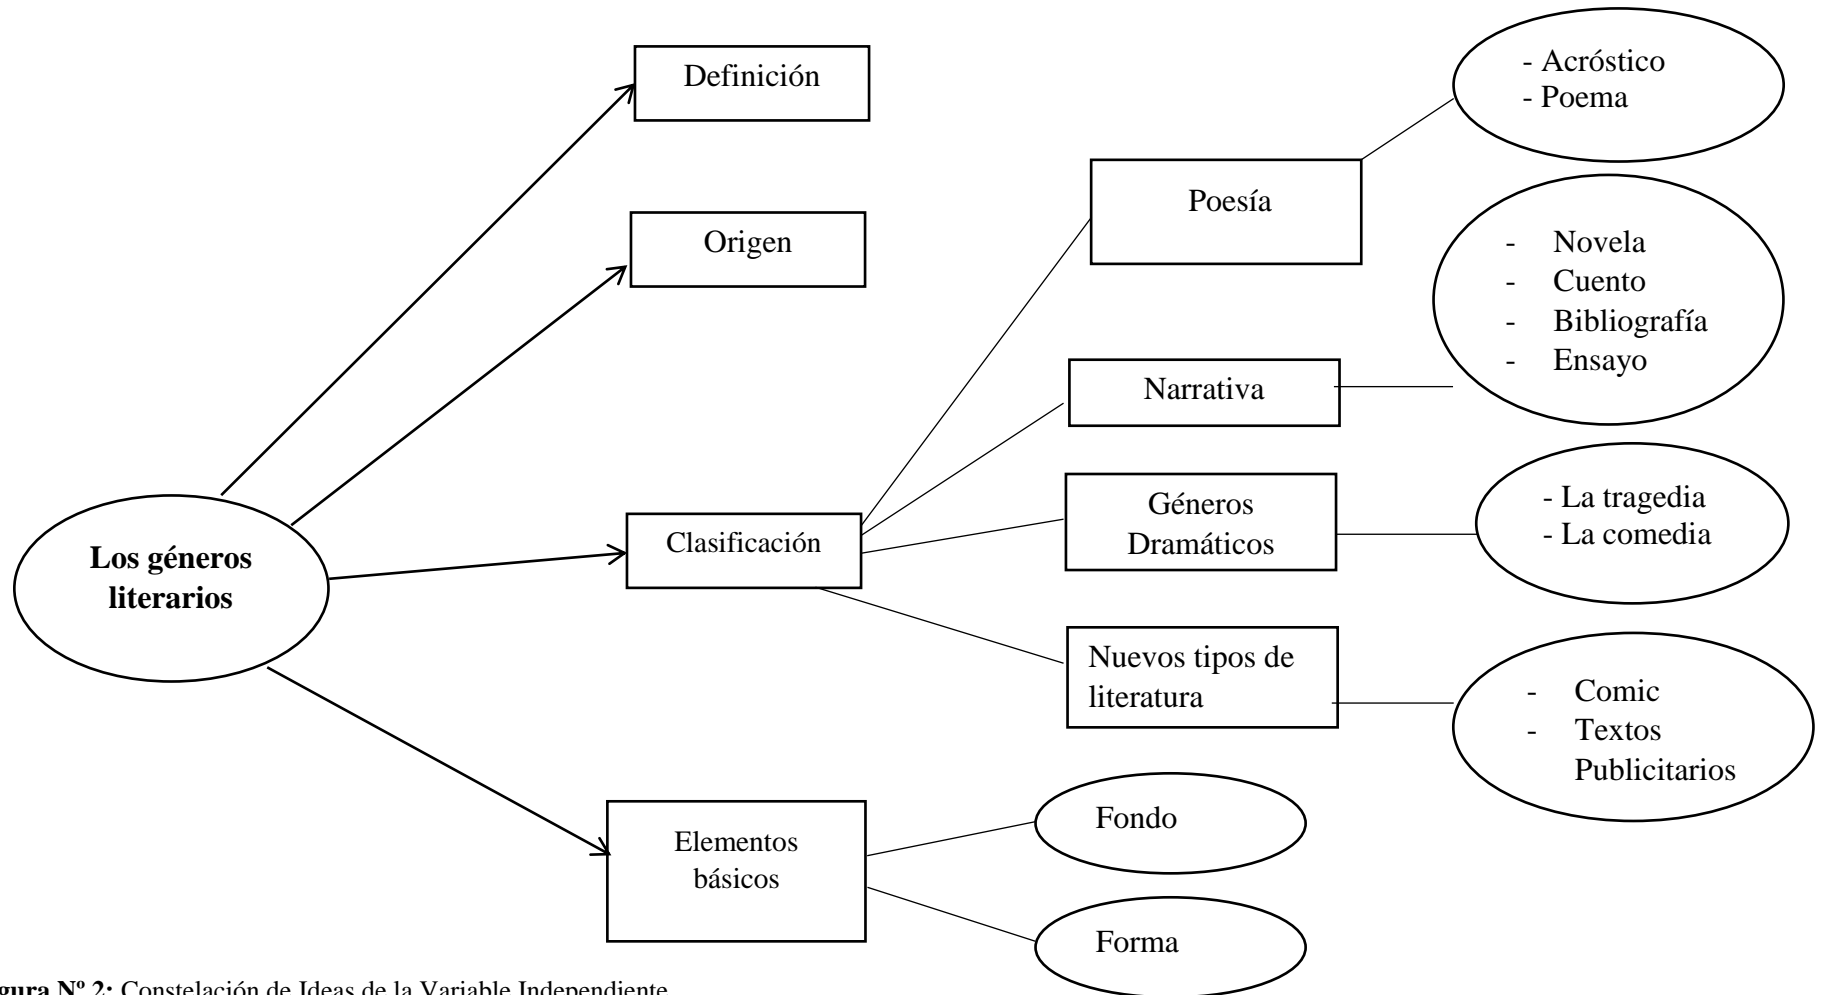 Definición
- Acróstico
- Poema
Poesía
Origen
- Novela
- Cuento
- Bibliografía
- Ensayo
Narrativa
Los géneros
literarios
Clasificación
Géneros
Dramáticos
- La tragedia
- La comedia
Nuevos tipos de
literatura
- Comic
- Textos
Publicitarios
Elementos
básicos
Fondo
Forma
gura Nº 2: Constelación de Ideas de la Variable Independiente